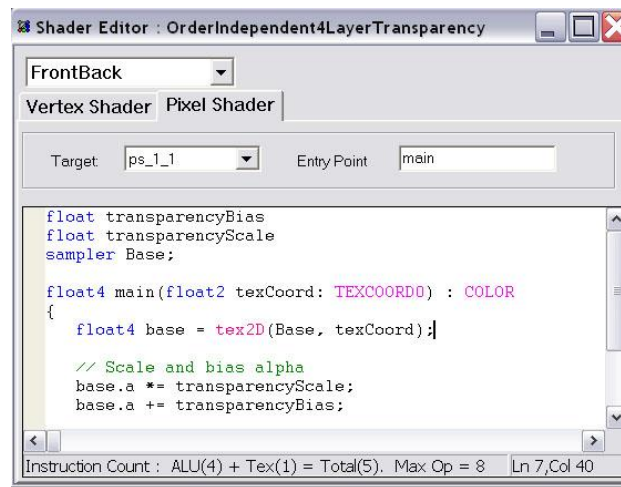 Shader Editor : OrderIndependent4LayerTransparency
FrontBack
Vertex Shader Pixel Shader
Target: ps_1_1 Entry Point main
float transparencyBias
float transparencyScale
sampler Base;
float4 main(float2 texCoord: TEXCOORD0) : COLOR
{
float4 base = tex2D(Base, texCoord);
// Scale and bias alpha
base.a *= transparencyScale;
base.a += transparencyBias;
Instruction Count : ALU(4) + Tex(1) = Total(5). Max Op = 8 Ln 7,Col 40